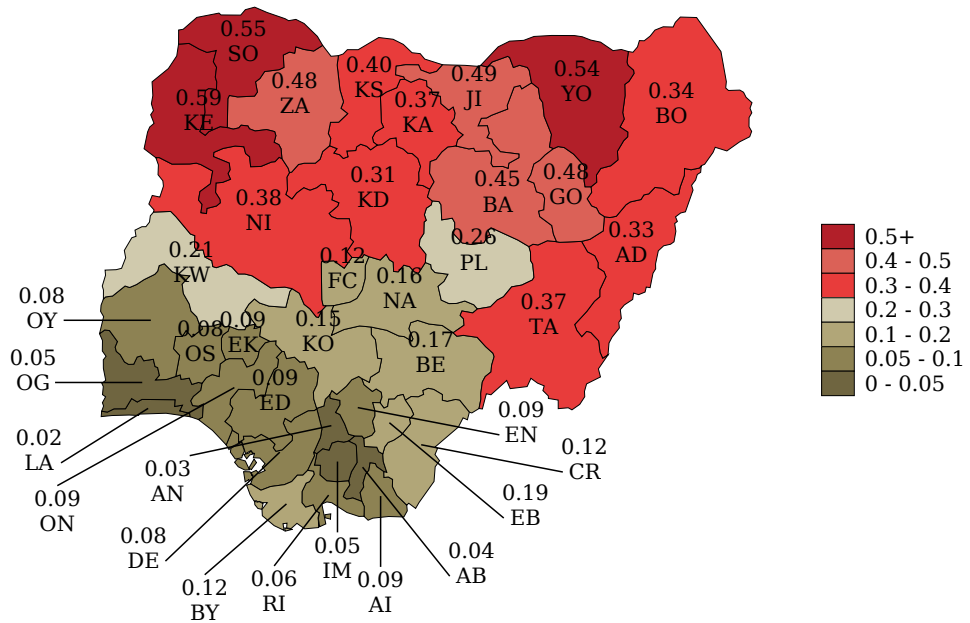 0.55
SO
0.59
KE
0.48
ZA
0.40
KS
0.37
KA
0.49
JI
0.54
YO
0.34
BO
0.38
NI
0.31
KD
0.45
BA
0.48
GO
0.33
AD
0.21
KW
0.12
FC
0.16
NA
0.26
PL
0.37
TA
0.08
OY
0.08
OS
0.09
EK
0.15
KO
0.17
BE
0.05
OG
0.09
ED
0.02
LA
0.09
ON
0.03
AN
0.09
EN
0.12
CR
0.19
EB
0.08
DE
0.12
BY
0.06
RI
0.05
IM
0.09
AI
0.04
AB
0.5+
0.4 - 0.5
0.3 - 0.4
0.2 - 0.3
0.1 - 0.2
0.05 - 0.1
0 - 0.05